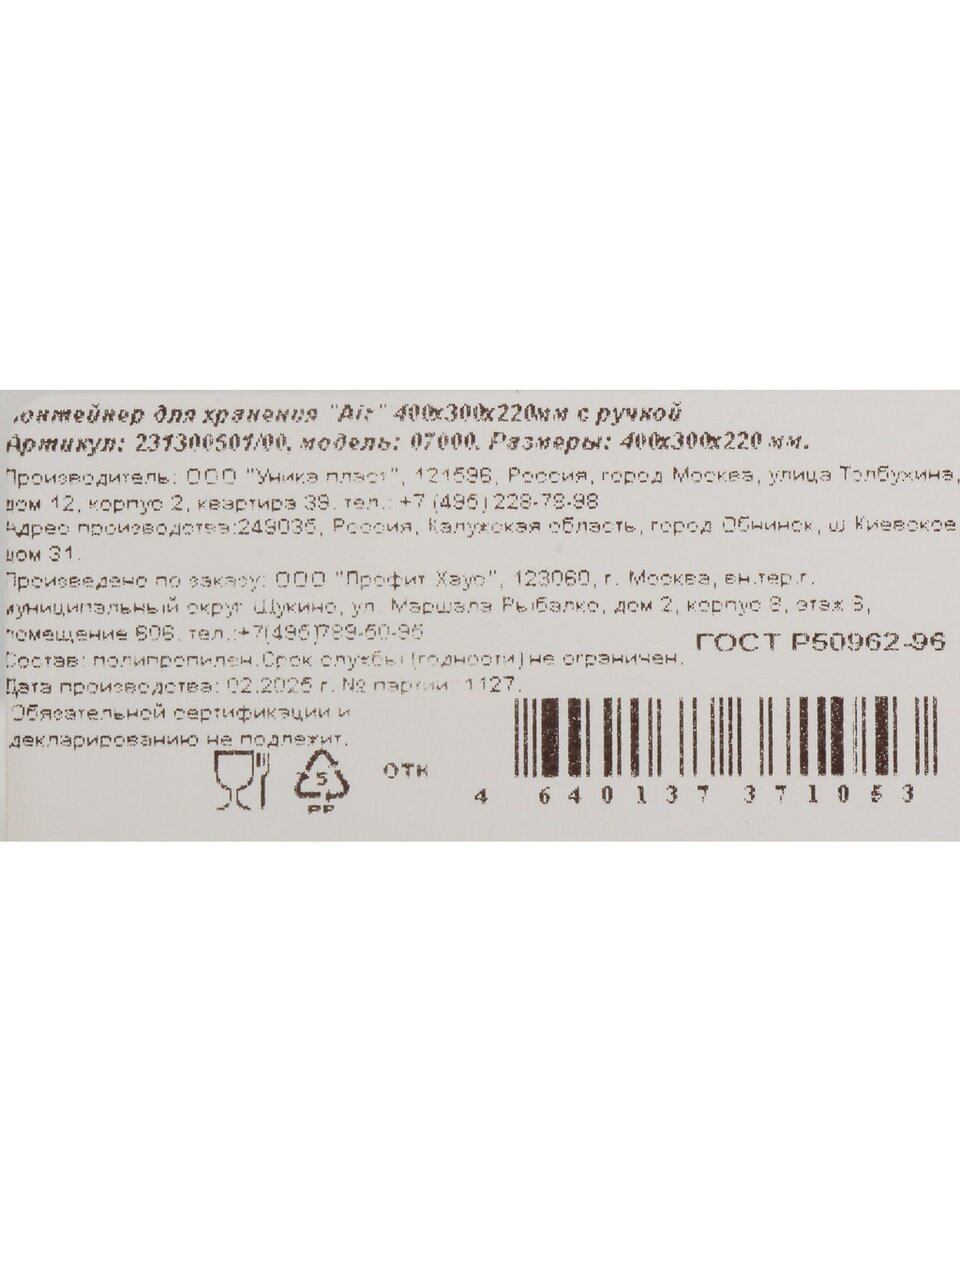 контейнер для хранения "Air" 400х300х220мм с ручкой
Артикул: 231300501/00. модель: 07000. Размеры: 400х300х220 мм.
Производитель: ООО "Уника пласт", 121596, Россия, город Москва, улица Толбухина,
дом 12, корпус 2, квартира 39. тел.: +7 (495) 228-79-98
Адрес производства:249035, Россия, Калужская область, город Обнинск, ш Киевское
дом 31.
Произведено по заказу: ООО "Профит Хаус", 123060, г. Москва, вн.тер.г.
муниципальный округ Щукино, ул. Маршала Рыбалко, дом 2, корпус 8, этаж 6,
помещение 606. тел.:+7(495)789-50-95
ГОСТ Р50962-96
Состав: полипропилен.Срок службы (годности) не ограничен.
Дата производства: 02.2025 г. № партии: 1127.
Обязательной сертификации и
декларированию не подлежит.
5
PP
ОТК
4 640137 371053